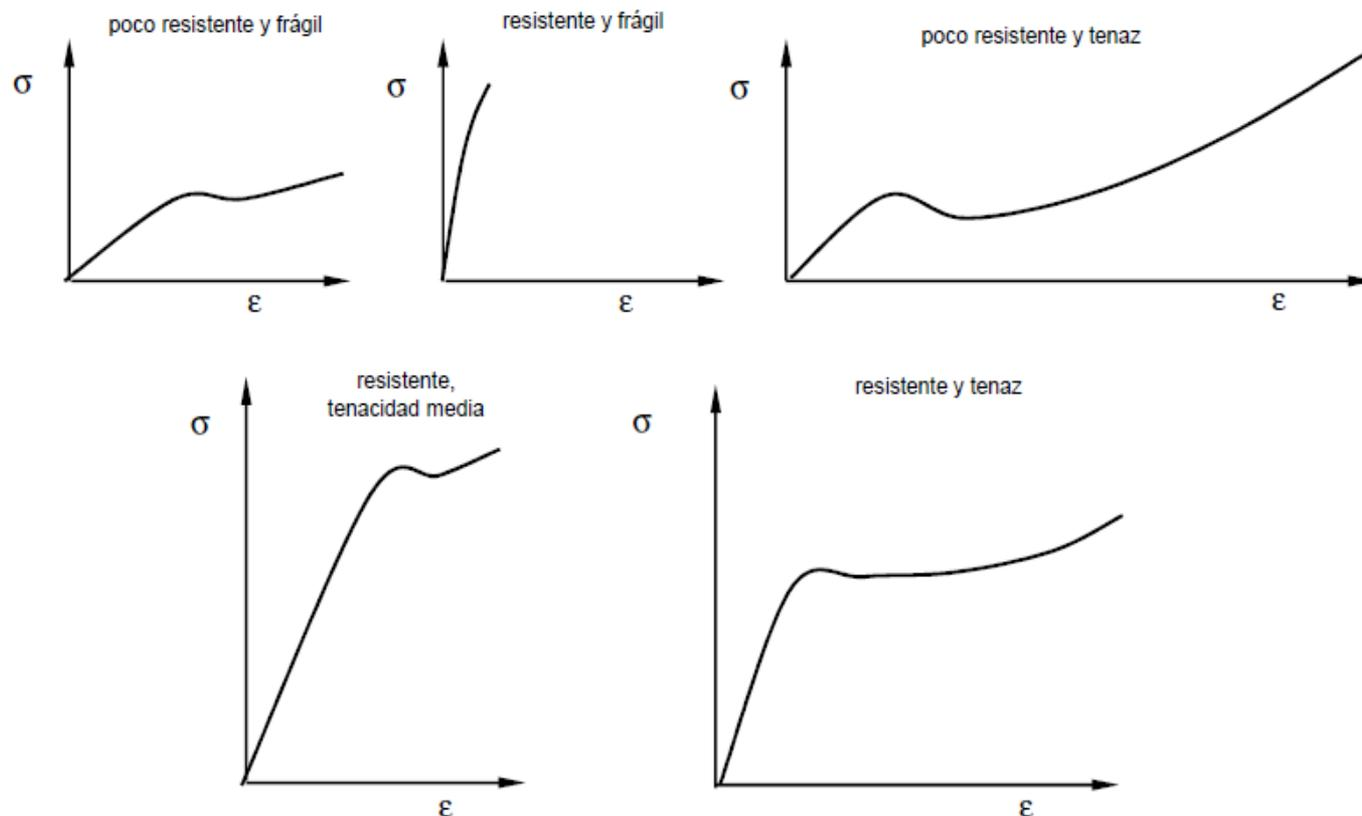 poco resistente y frágil
σ
ε
resistente y frágil
σ
ε
poco resistente y tenaz
σ
ε
resistente,
tenacidad media
σ
ε
resistente y tenaz
σ
ε